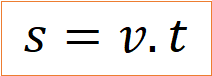 s = v.t